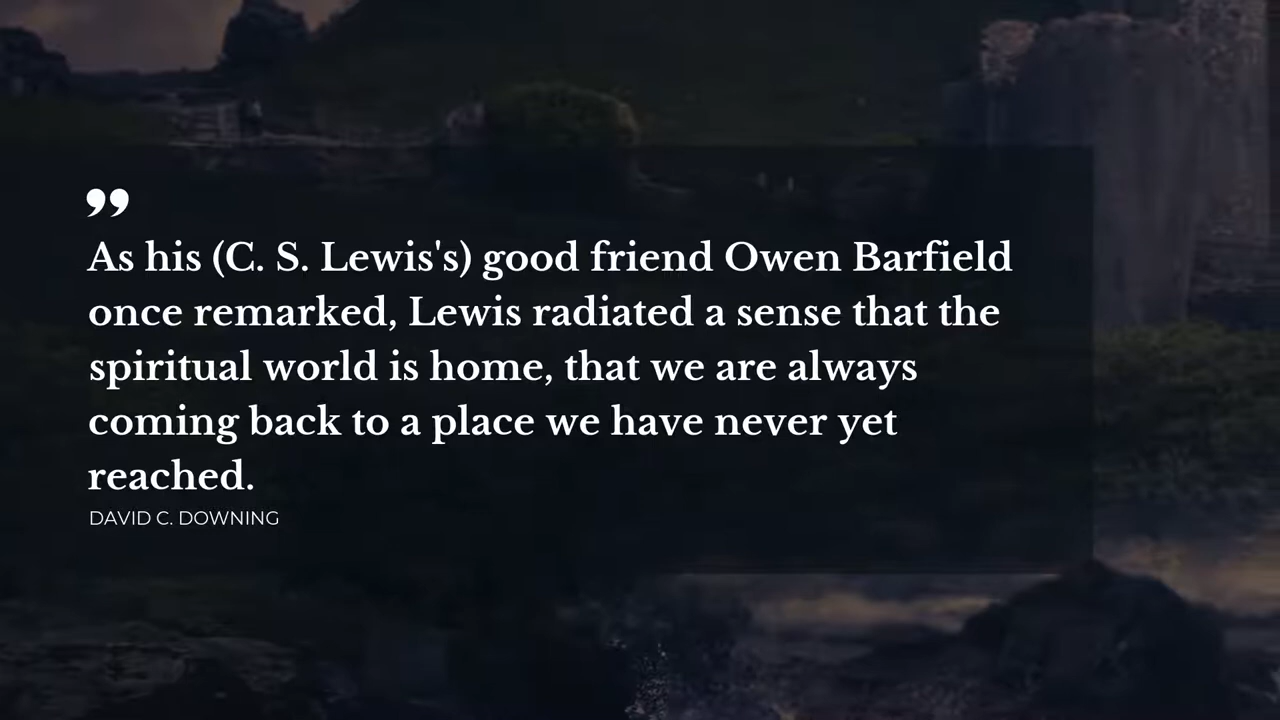 ”
As his (C. S. Lewis's) good friend Owen Barfield
once remarked, Lewis radiated a sense that the
spiritual world is home, that we are always
coming back to a place we have never yet
reached.
DAVID C. DOWNING